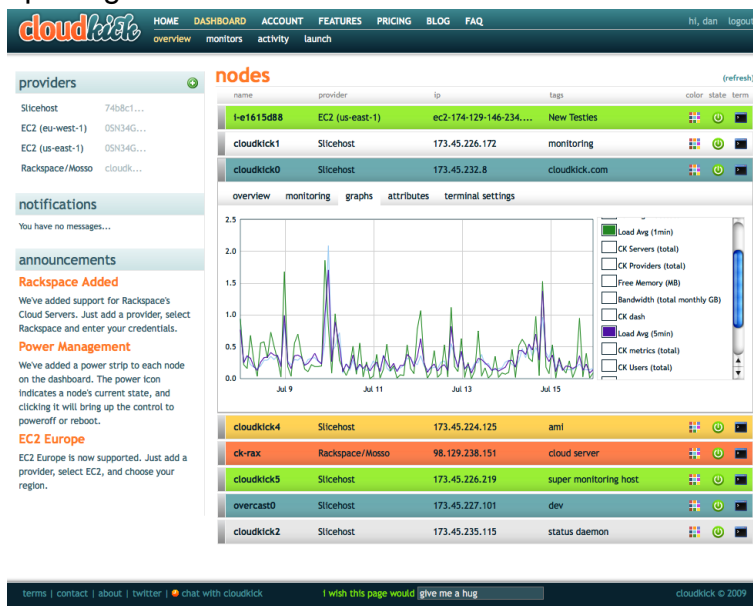 cloudkick
HOME DASHBOARD ACCOUNT FEATURES PRICING BLOG FAQ
hi, dan logout
overview monitors activity launch
providers
Slicehost 74b8c1...
EC2 (eu-west-1) 0SN34G...
EC2 (us-east-1) 0SN34G...
Rackspace/Mosso cloudk...
notifications
You have no messages...
announcements
Rackspace Added
We've added support for Rackspace's
Cloud Servers. Just add a provider, select
Rackspace and enter your credentials.
Power Management
We've added a power strip to each node
on the dashboard. The power icon
indicates a node's current state, and
clicking it will bring up the control to
poweroff or reboot.
EC2 Europe
EC2 Europe is now supported. Just add a
provider, select EC2, and choose your
region.
nodes
(refresh)
name provider ip tags color state term
i-e1615d88 EC2 (us-east-1) ec2-174-129-146-234.... New Testies
cloudkick1 Slicehost 173.45.226.172 monitoring
cloudkick0 Slicehost 173.45.232.8 cloudkick.com
overview monitoring graphs attributes terminal settings
2.5
2.0
1.5
1.0
0.5
0.0
Jul 9 Jul 11 Jul 13 Jul 15
Load Avg (1min)
CK Servers (total)
CK Providers (total)
Free Memory (MB)
Bandwidth (total monthly GB)
CK dash
Load Avg (5min)
CK metrics (total)
CK Users (total)
cloudkick4 Slicehost 173.45.224.125 ami
ck-rax Rackspace/Mosso 98.129.238.151 cloud server
cloudkick5 Slicehost 173.45.226.219 super monitoring host
overcast0 Slicehost 173.45.227.101 dev
cloudkick2 Slicehost 173.45.235.115 status daemon
terms | contact | about | twitter | chat with cloudkick
I wish this page would give me a hug
cloudkick © 2009